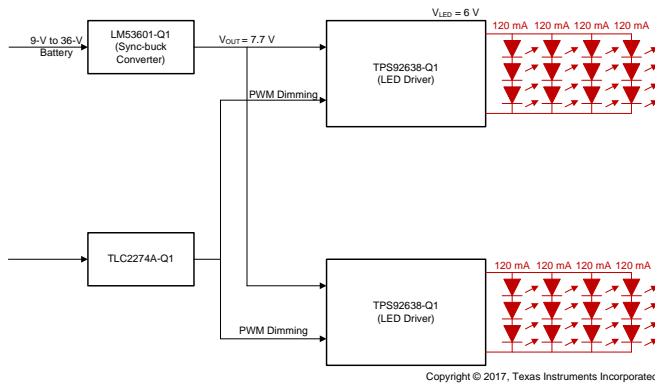 V_LED = 6 V
120 mA 120 mA 120 mA 120 mA
9-V to 36-V
Battery
LM53601-Q1
(Sync-buck
Converter)
V_OUT = 7.7 V
TPS92638-Q1
(LED Driver)
PWM Dimming
TLC2274A-Q1
120 mA 120 mA 120 mA 120 mA
TPS92638-Q1
(LED Driver)
PWM Dimming
Copyright © 2017, Texas Instruments Incorporated